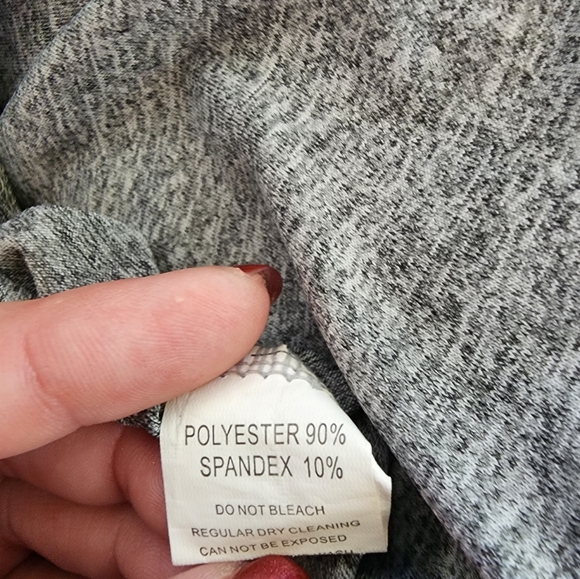 POLYESTER 90%
SPANDEX 10%
DO NOT BLEACH
REGULAR DRY CLEANING
CAN NOT BE EXPOSED